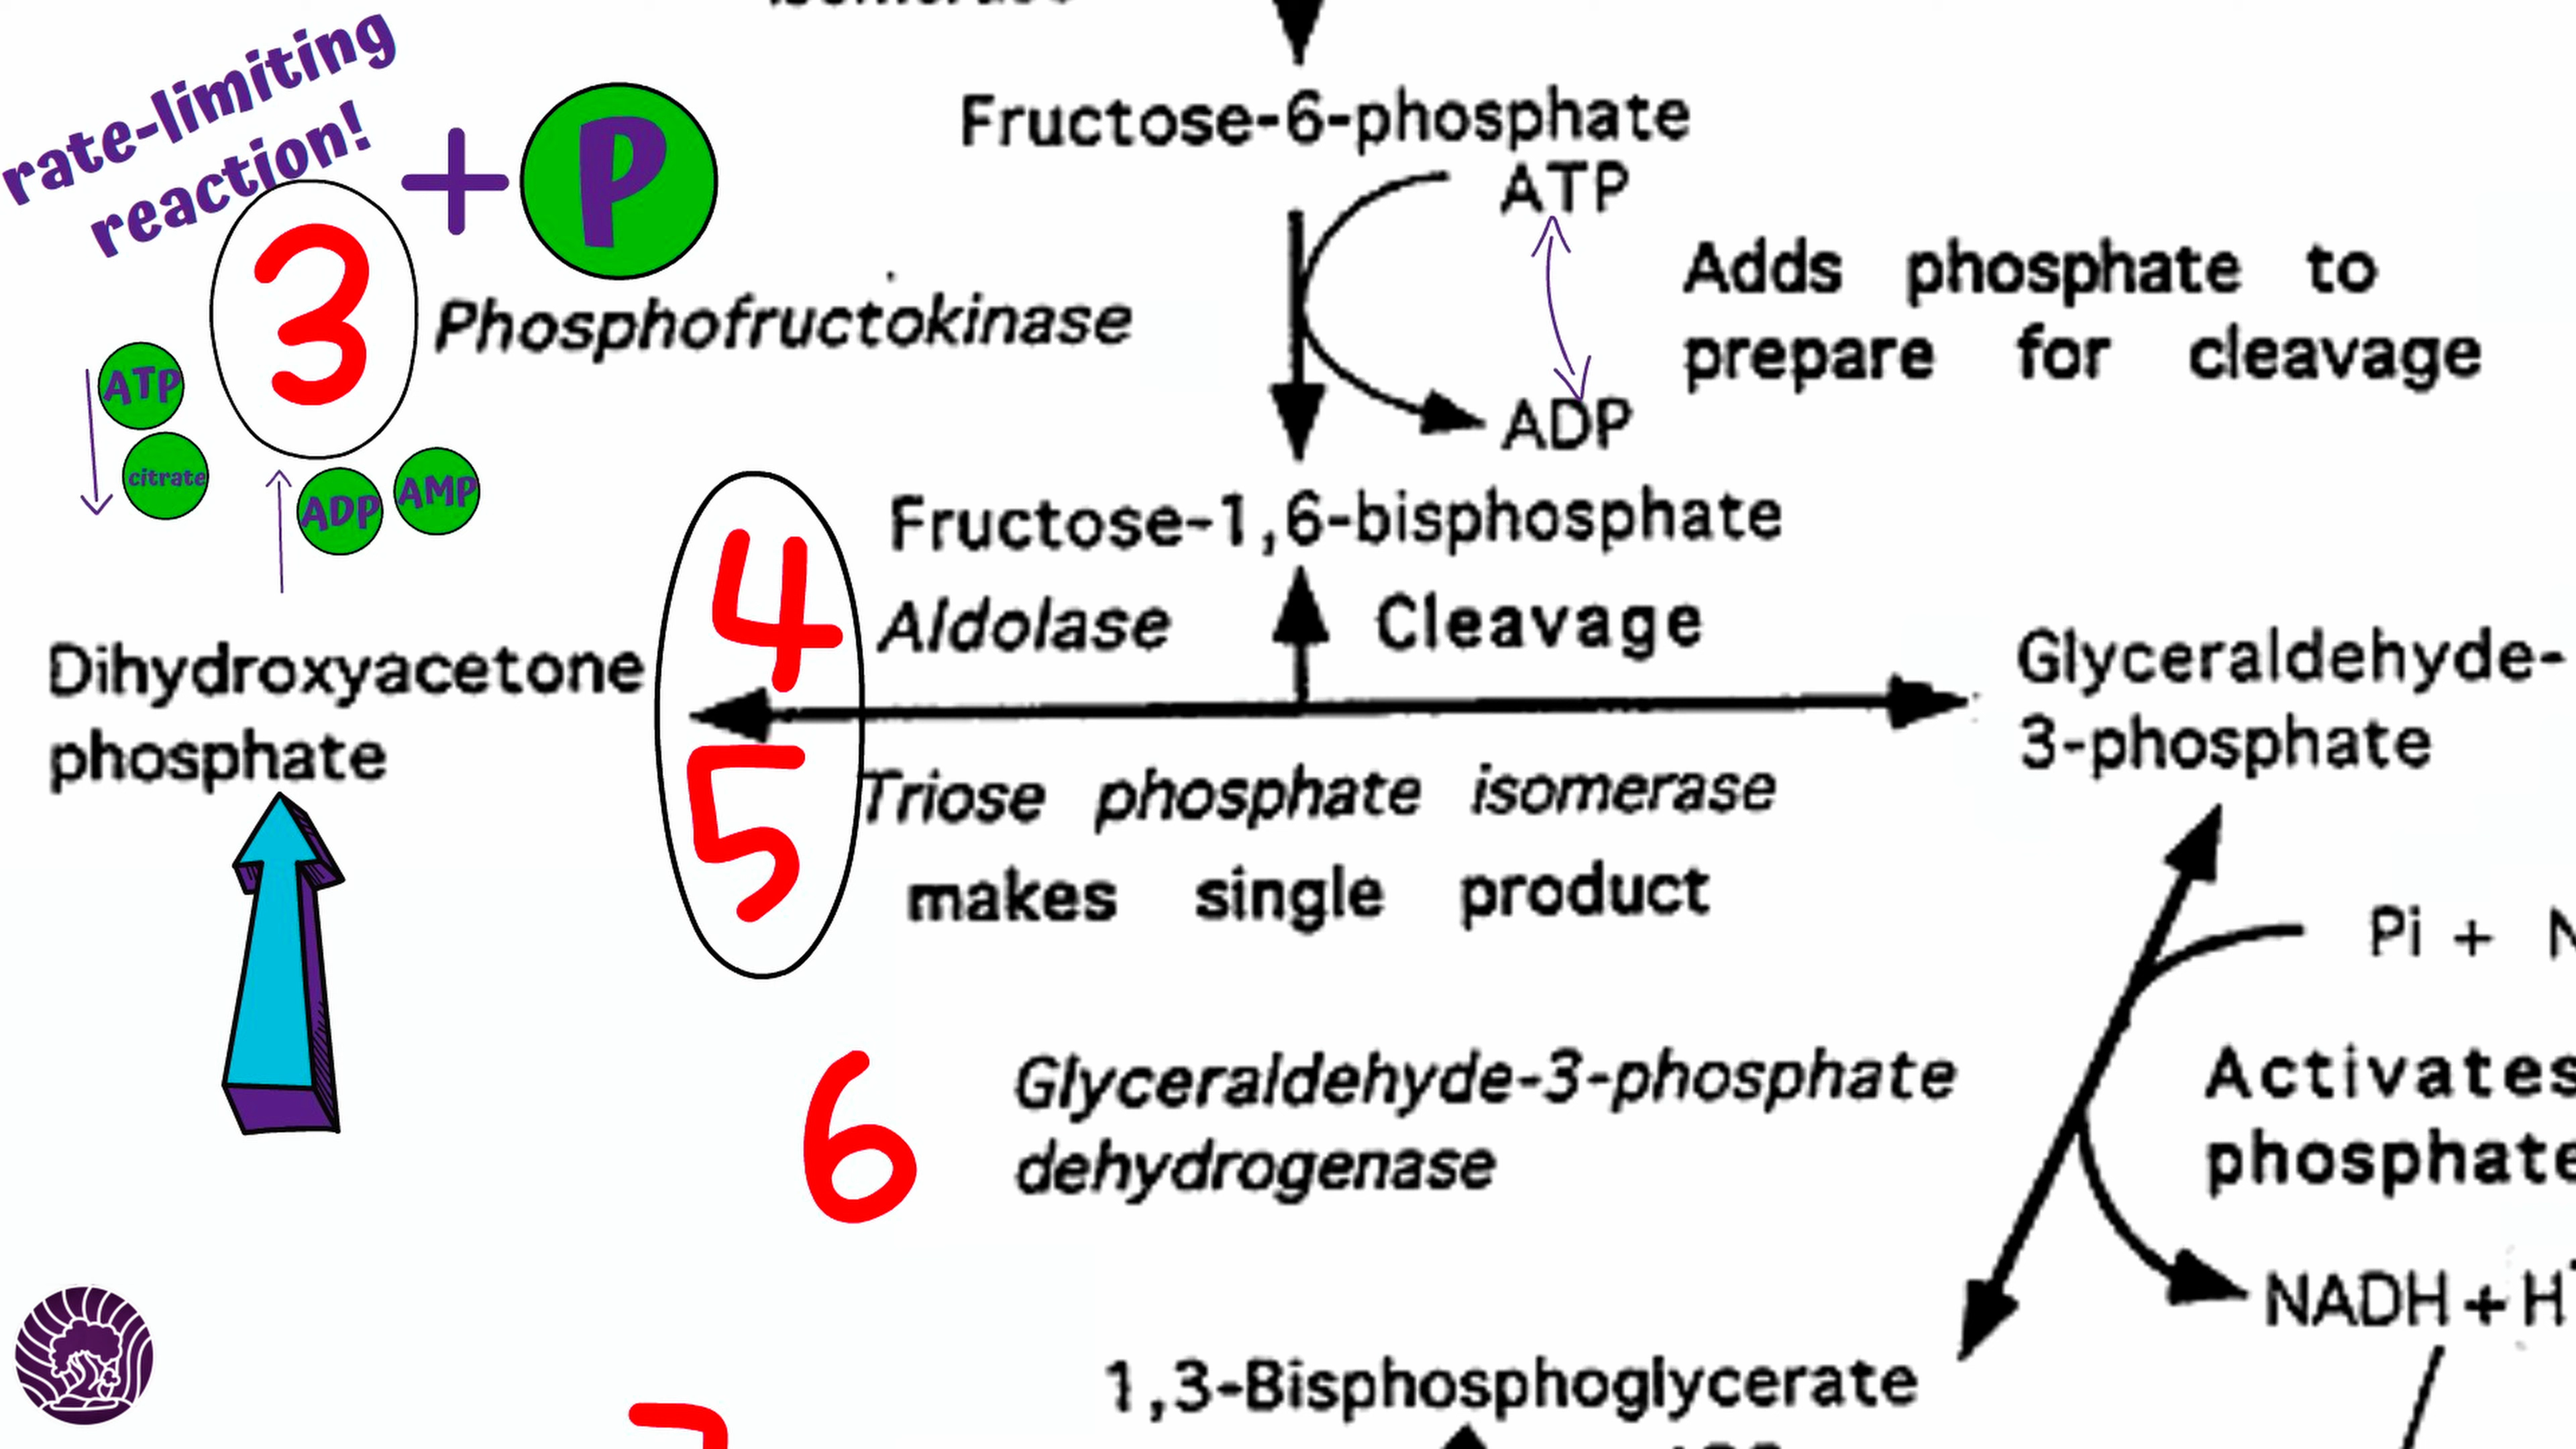 rate-limiting
reaction!
+ P
3
Phosphofructokinase
ATP
citrate
ADP
AMP
Fructose-6-phosphate
ATP
Adds phosphate to
prepare for cleavage
ADP
Fructose-1,6-bisphosphate
4
Aldolase
Cleavage
Dihydroxyacetone
phosphate
Glyceraldehyde-
3-phosphate
5
Triose phosphate isomerase
makes single product
Pi +
6
Glyceraldehyde-3-phosphate
dehydrogenase
Activates
phosphate
NADH + H
1,3-Bisphosphoglycerate